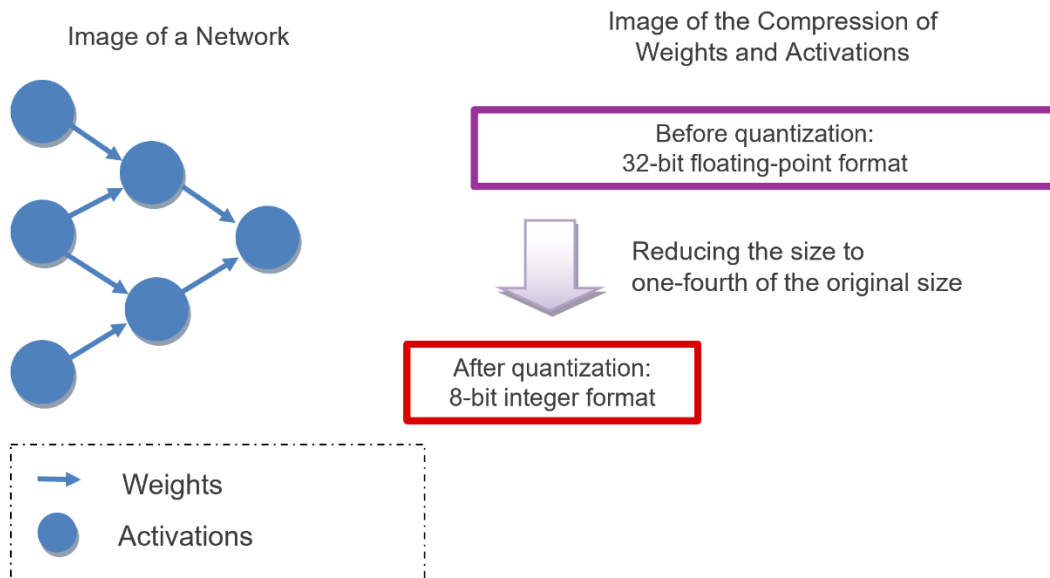 Image of a Network
Image of the Compression of
Weights and Activations
Before quantization:
32-bit floating-point format
Reducing the size to
one-fourth of the original size
After quantization:
8-bit integer format
Weights
Activations